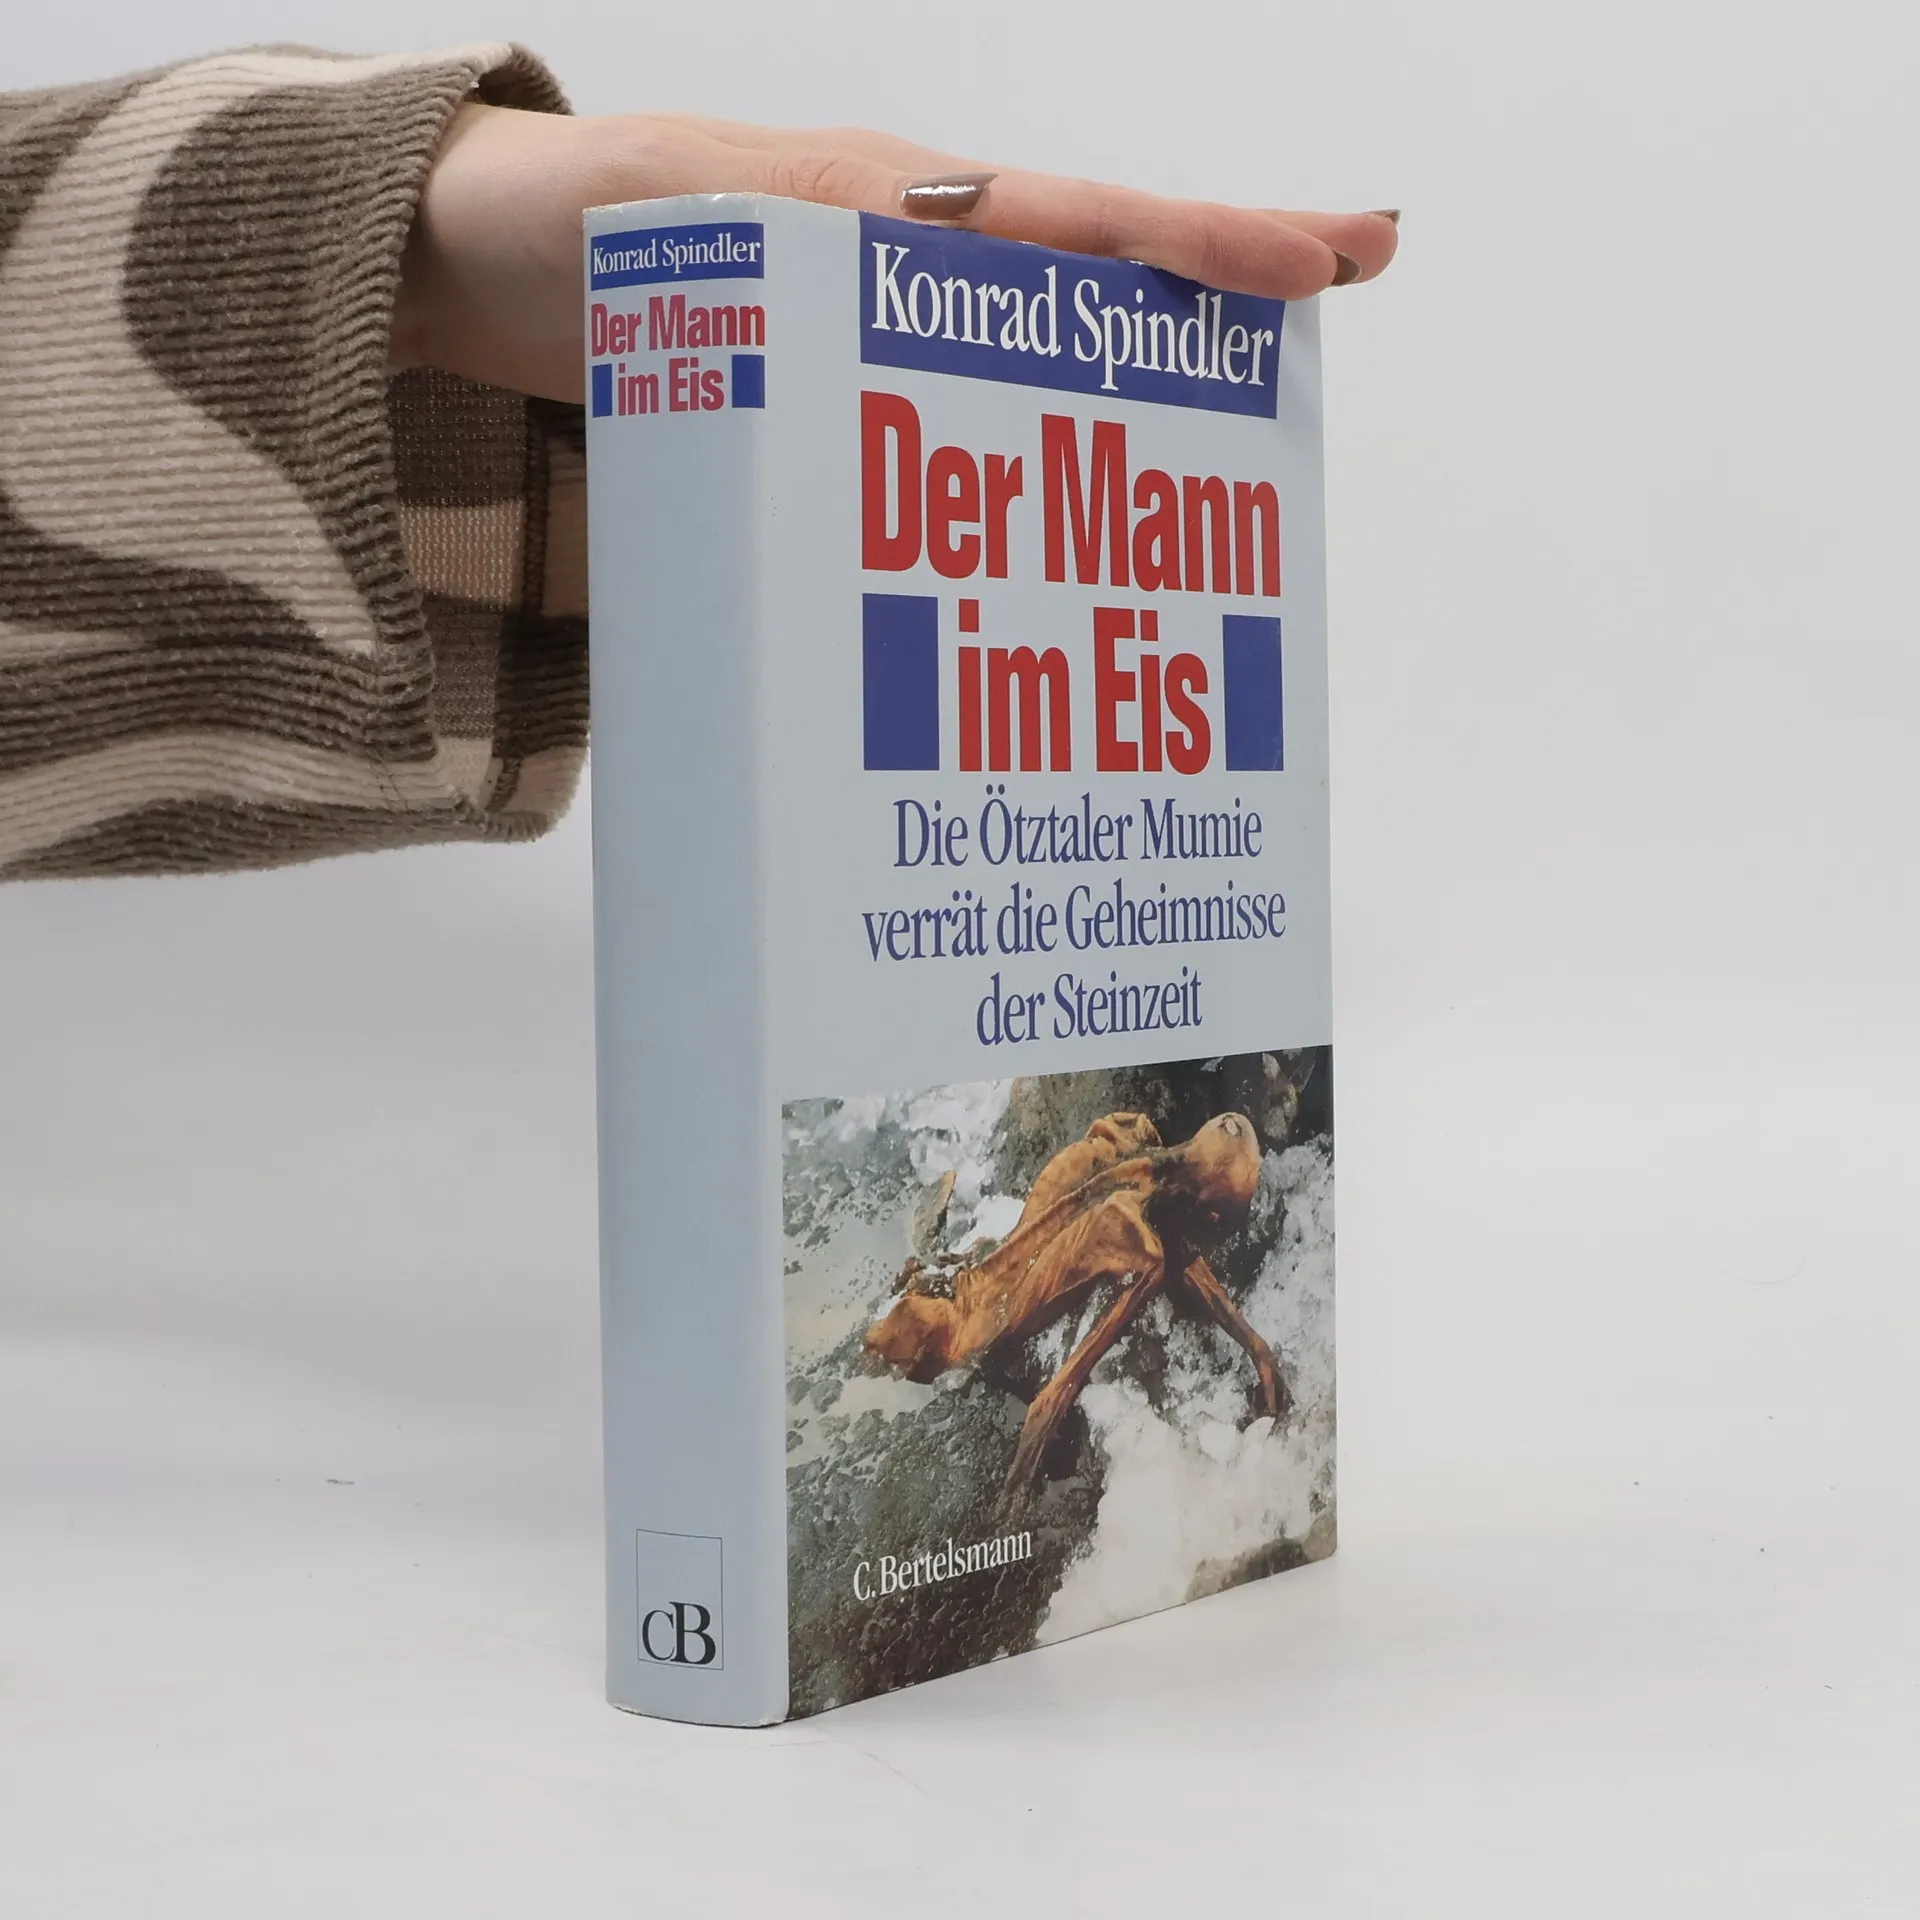 Konrad Spindler
Der Mann
im Eis
CB
Konrad Spindler
Der Mann
im Eis
Die Ötztaler Mumie
verrät die Geheimnisse
der Steinzeit
C. Bertelsmann